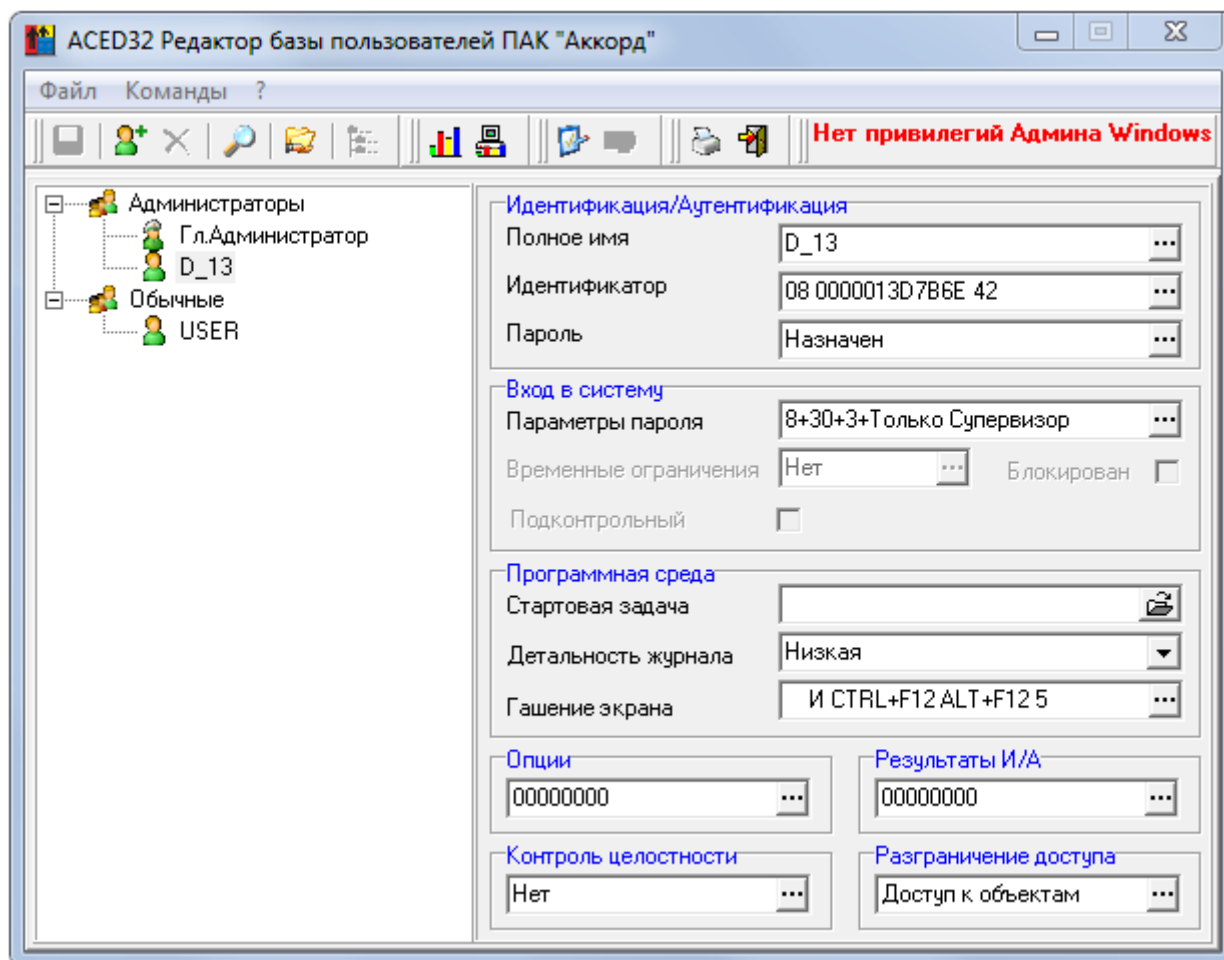 ACED32 Редактор базы пользователей ПАК "Аккорд"
Файл Команды ?
Нет привилегий Админа Windows
Администраторы
Гл.Администратор
D_13
Обычные
USER
Идентификация/Аутентификация
Полное имя D_13 ...
Идентификатор 08 0000013D7B6E 42 ...
Пароль Назначен ...
Вход в систему
Параметры пароля 8+30+3+Только Супервизор ...
Временные ограничения Нет ... Блокирован
Подконтрольный
Программная среда
Стартовая задача
Детальность журнала Низкая
Гашение экрана И CTRL+F12 ALT+F12 5 ...
Опции Результаты И/А
00000000 ... 00000000 ...
Контроль целостности Разграничение доступа
Нет ... Доступ к объектам ...